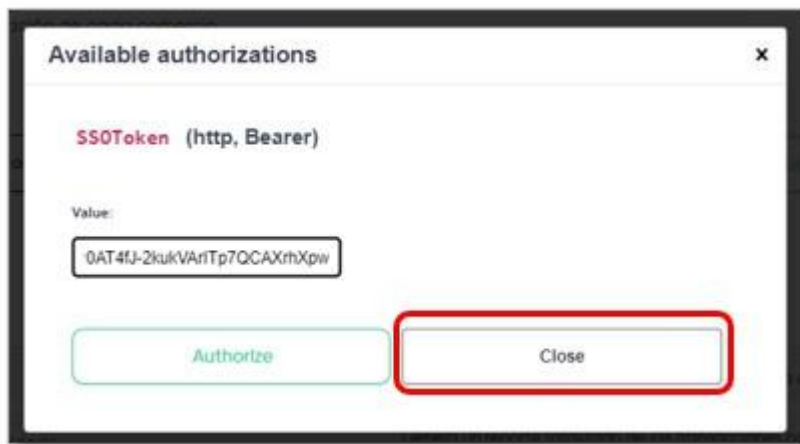 Available authorizations
x
SSOToken (http, Bearer)
Value:
0AT4fJ-2kukVArlTp7QCAXrhXpw
Authorize
Close